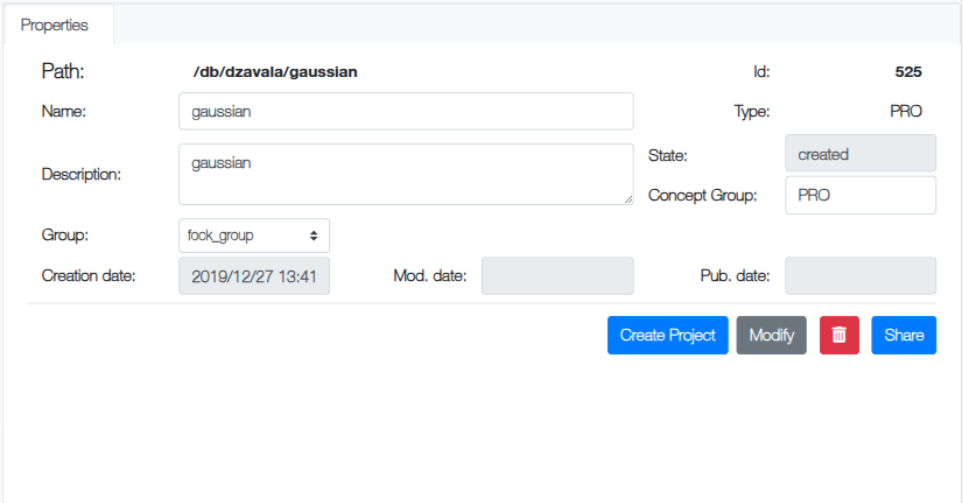 Properties
Path: /db/dzavala/gaussian Id: 525
Name: gaussian Type: PRO
Description: gaussian State: created
Concept Group: PRO
Group: fock_group
Creation date: 2019/12/27 13:41 Mod. date: Pub. date:
Create Project Modify Share